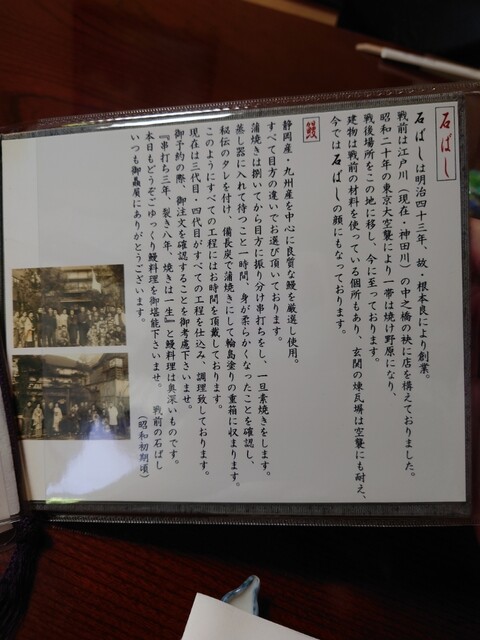 石ばし
石ばしは明治四十三年、故・根本良により創業。
戦前は江戸川（現在・神田川）の中之橋の袂に店を構えておりました。
昭和二十年の東京大空襲により一帯は焼け野原になり、
戦後場所をこの地に移し、今に至っております。
建物は戦前の材料を使っている個所もあり、玄関の煉瓦塀は空襲にも耐え、
今では石ばしの顔にもなっております。
鰻
静岡産・九州産を中心に良質な鰻を厳選し使用。
すべて目方の違いでお選び頂いております。
蒲焼きは捌いてから目方に振り分け串打ちをし、一旦素焼きをします。
蒸し器に入れて待つこと一時間、身が柔らかくなったことを確認し、
秘伝のタレを付け、備長炭で蒲焼きにして輪島塗りの重箱に収まります。
このようにすべての工程にはお時間を頂戴しております。
現在は三代目・四代目がすべての工程を仕込み、調理致しております。
御予約の際、御注文を確認することを御考慮下さいませ。
『串打ち三年、裂き八年、焼きは一生』と鰻料理は奥深いものです。
本日もどうぞごゆっくり鰻料理を御堪能下さいませ。
いつも御贔屓にありがとうございます。
戦前の石ばし
（昭和初期頃）